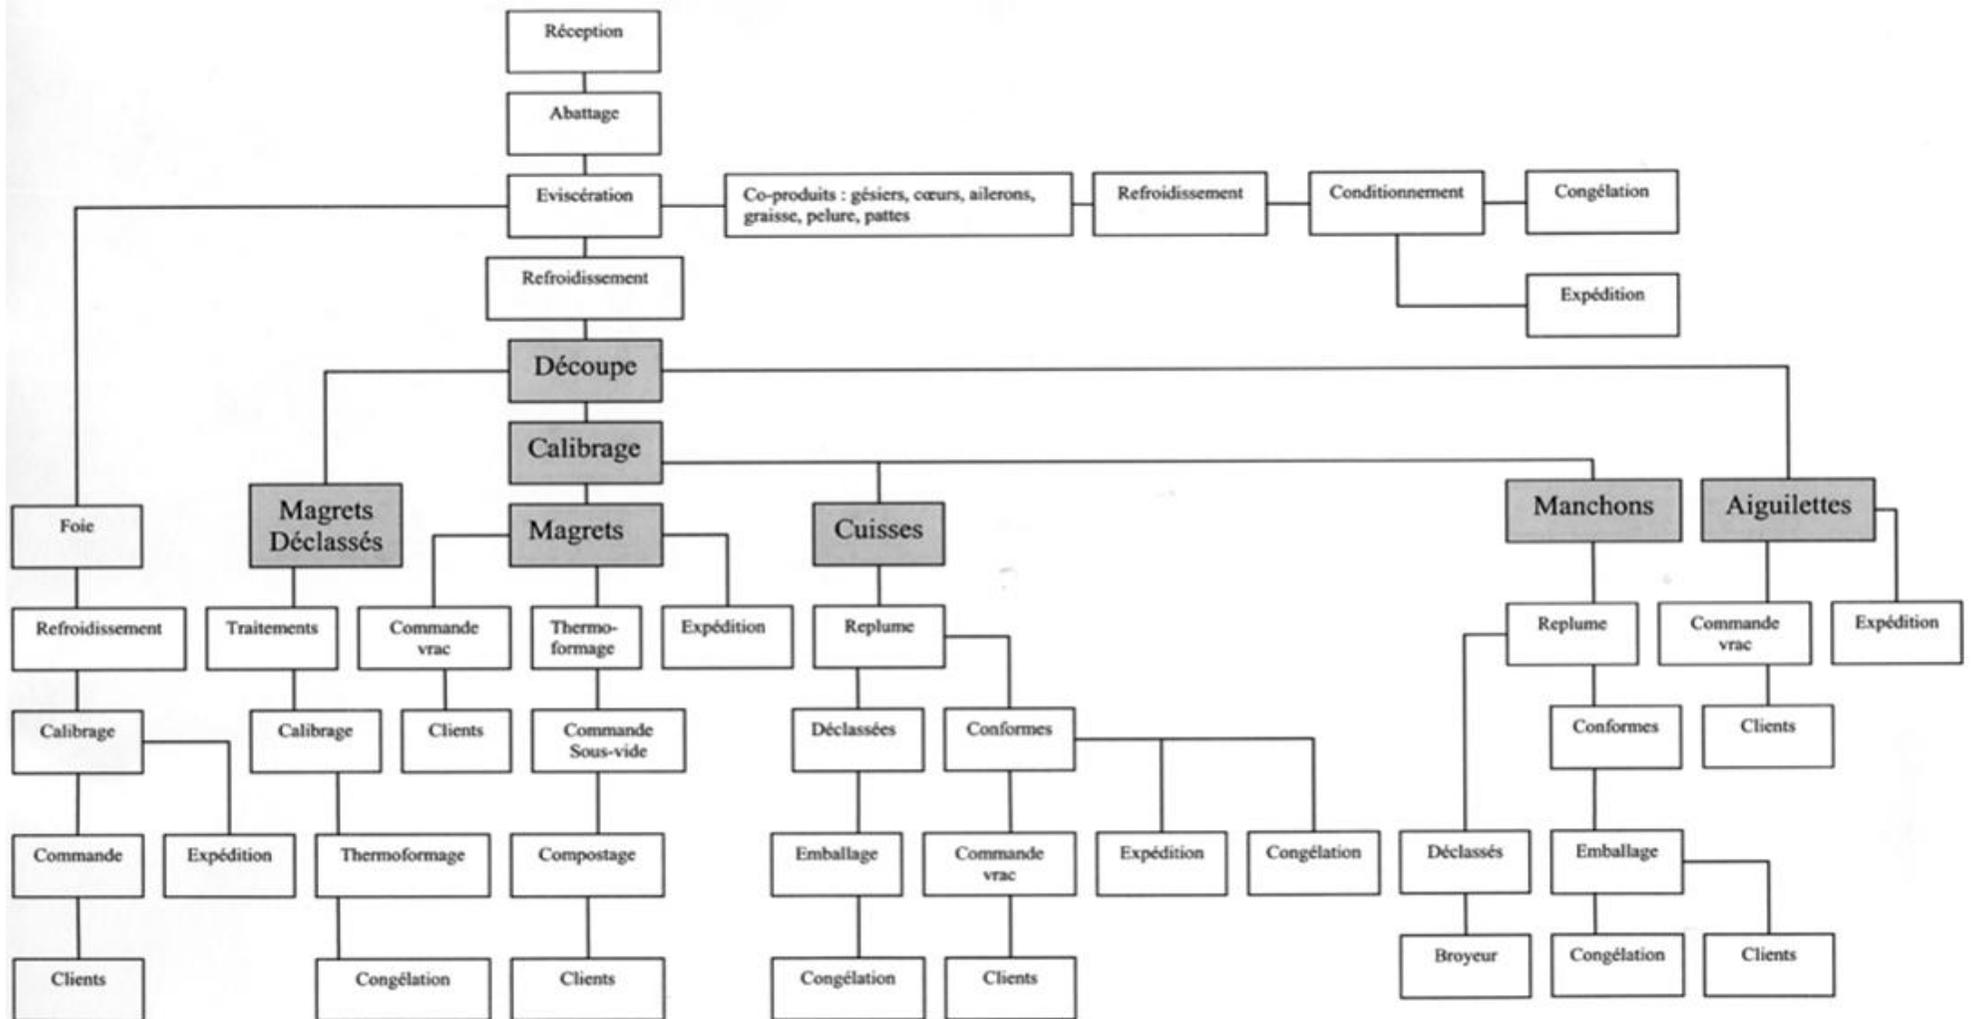 Réception
Abattage
Eviscération
Co-produits : gésiers, cœurs, ailerons,
graisse, pelure, pattes
Refroidissement
Conditionnement
Congélation
Refroidissement
Expédition
Découpe
Calibrage
Foie
Magrets
Déclassés
Magrets
Cuisses
Manchons
Aiguilettes
Refroidissement
Traitements
Commande
vrac
Thermo-
formage
Expédition
Replume
Replume
Commande
vrac
Expédition
Calibrage
Calibrage
Clients
Commande
Sous-vide
Déclassées
Conformes
Conformes
Clients
Commande
Expédition
Thermoformage
Compostage
Emballage
Commande
vrac
Expédition
Congélation
Déclassés
Emballage
Clients
Congélation
Clients
Congélation
Clients
Broyeur
Congélation
Clients